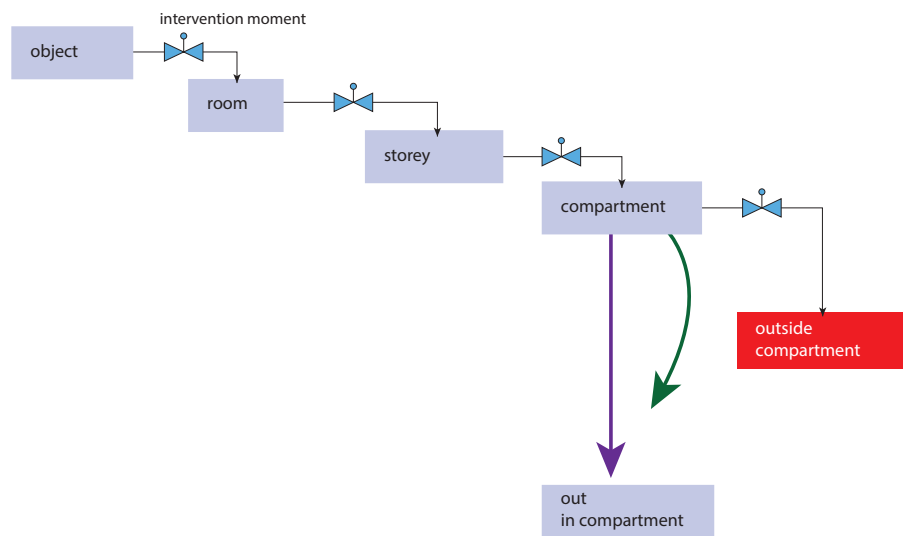 intervention moment
object
room
storey
compartment
outside
compartment
out
in compartment